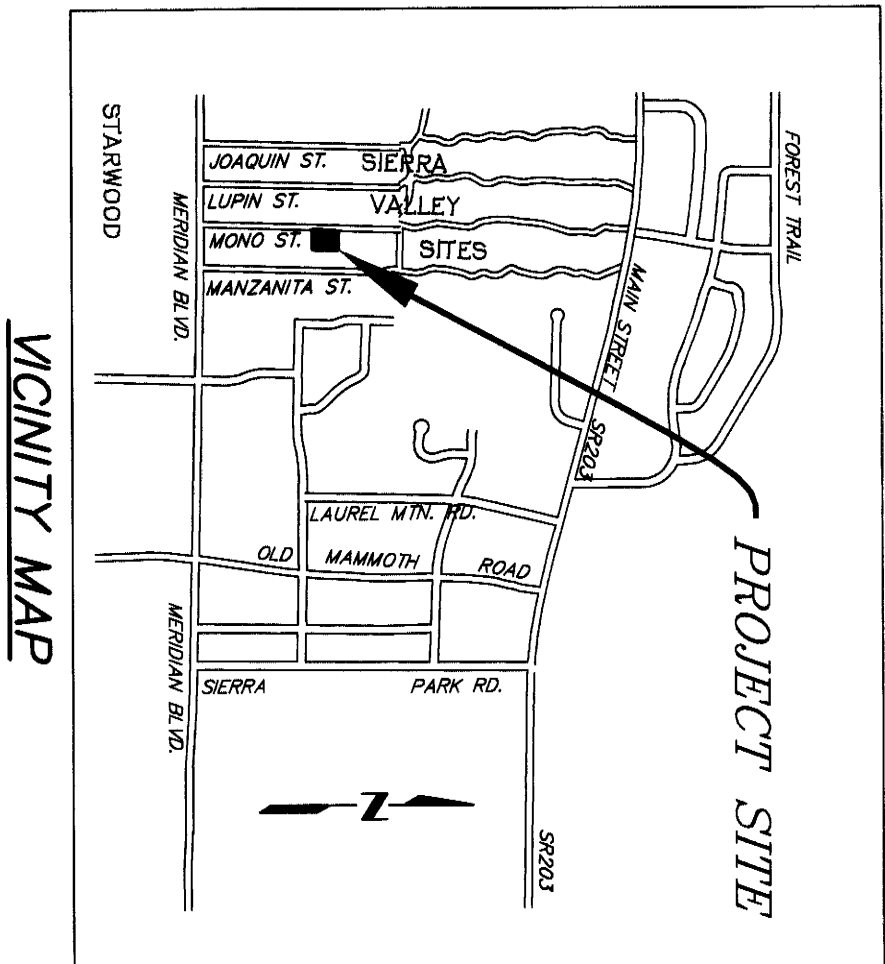 FOREST TRAIL
STARWOOD
JOAQUIN ST.
SIERRA
LUPIN ST.
VALLEY
MONO ST.
SITES
MANZANITA ST.
MERIDIAN BLVD.
MAIN STREET
SR203
LAUREL MTN. RD.
OLD MAMMOTH ROAD
MERIDIAN BLVD.
SIERRA PARK RD.
SR203
PROJECT SITE
N
VICINITY MAP